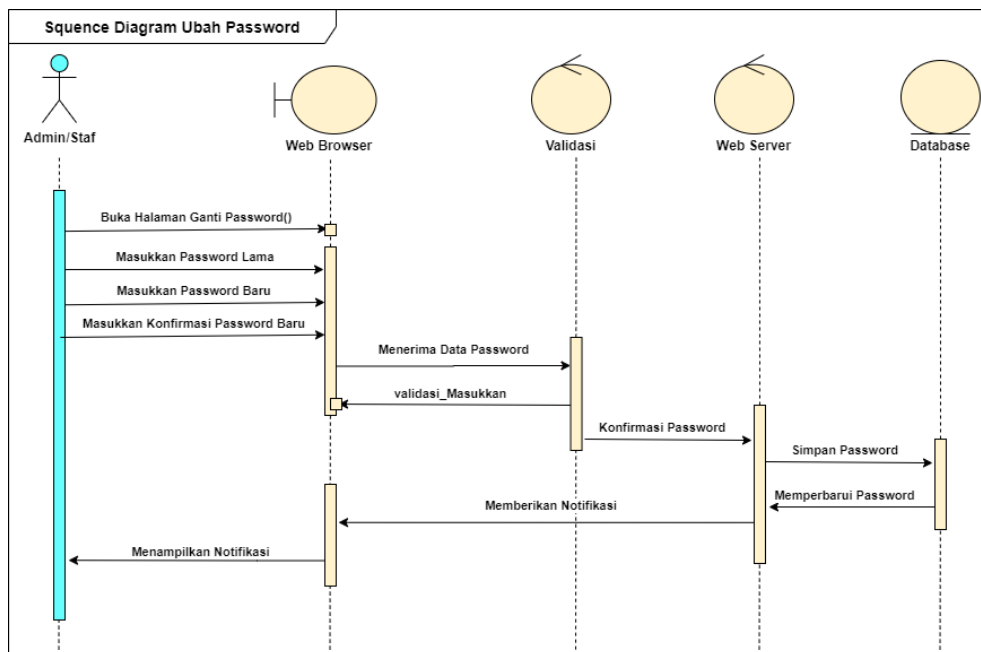 Squence Diagram Ubah Password
Admin/Staf
Web Browser
Validasi
Web Server
Database
Buka Halaman Ganti Password()
Masukkan Password Lama
Masukkan Password Baru
Masukkan Konfirmasi Password Baru
Menerima Data Password
validasi_Masukkan
Konfirmasi Password
Simpan Password
Memperbarui Password
Memberikan Notifikasi
Menampilkan Notifikasi